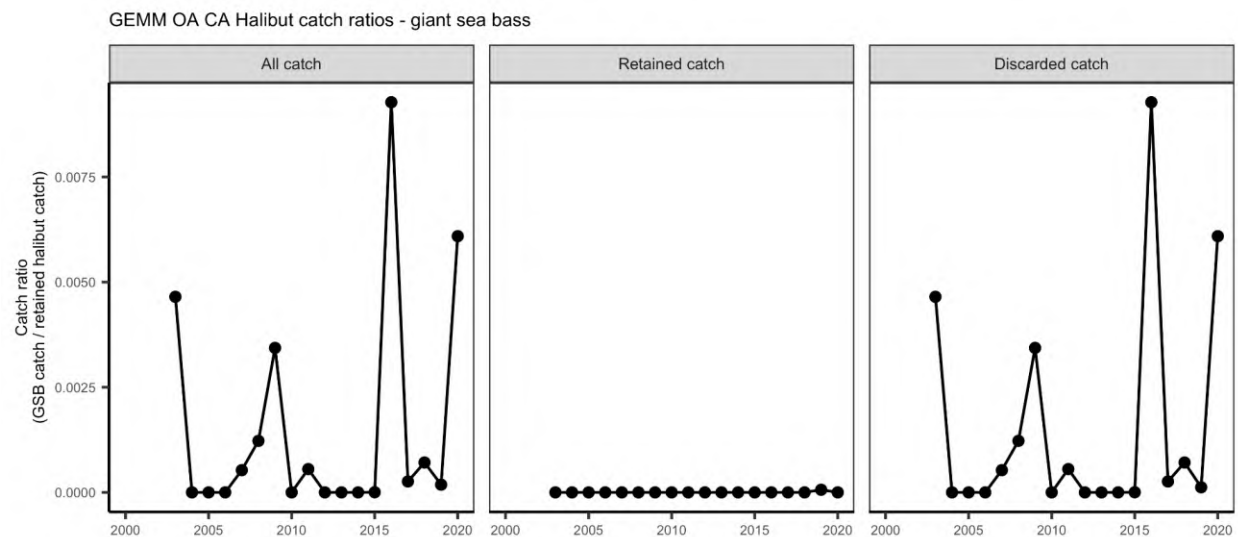 GEMM OA CA Halibut catch ratios - giant sea bass
All catch
Retained catch
Discarded catch
Catch ratio
(GSB catch / retained halibut catch)
0.0075
0.0050
0.0025
0.0000
2000 2005 2010 2015 2020
2000 2005 2010 2015 2020
2000 2005 2010 2015 2020